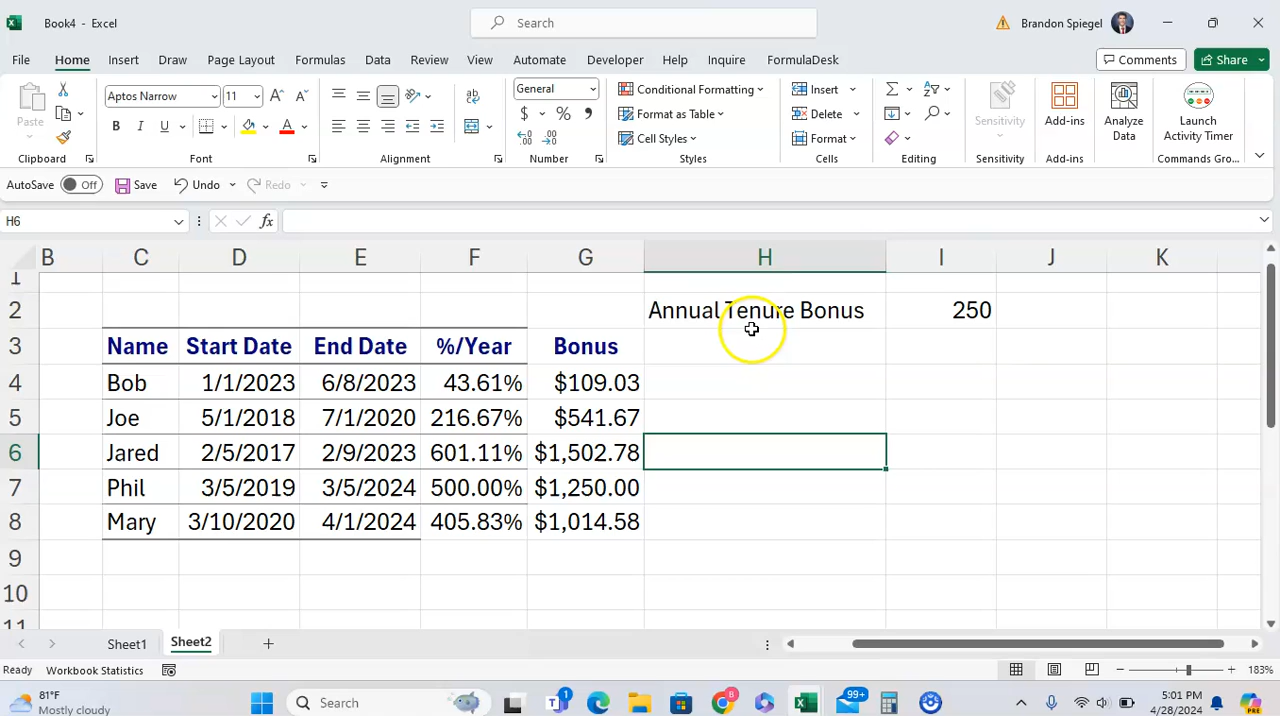 Book4 - Excel
Search
Brandon Spiegel
File Home Insert Draw Page Layout Formulas Data Review View Automate Developer Help Inquire FormulaDesk
Comments
Share
Paste
Aptos Narrow
11
A A
B I U
A
General
$ % 9
Conditional Formatting
Format as Table
Cell Styles
Insert
Delete
Format
Sensitivity
Add-ins
Analyze Data
Launch Activity Timer
Clipboard Font Alignment Number Styles Cells Editing Sensitivity Add-ins Commands Gro...
AutoSave Off Save Undo Redo
H6
fx
B C D E F G H I J K
1
2 Annual Tenure Bonus 250
3 Name Start Date End Date %/Year Bonus
4 Bob 1/1/2023 6/8/2023 43.61% $109.03
5 Joe 5/1/2018 7/1/2020 216.67% $541.67
6 Jared 2/5/2017 2/9/2023 601.11% $1,502.78
7 Phil 3/5/2019 3/5/2024 500.00% $1,250.00
8 Mary 3/10/2020 4/1/2024 405.83% $1,014.58
9
10
11
Sheet1 Sheet2
Ready Workbook Statistics
183%
81°F
Mostly cloudy
Search
1
8
99+
5:01 PM
4/28/2024
PRE